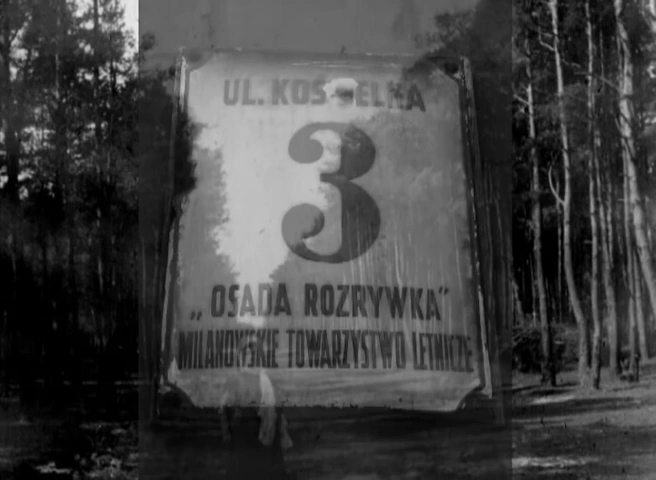 UL. KOŚCIELNA
3
„OSADA ROZRYWKA”
MILANOWSKIE TOWARZYSTWO LETNICZE